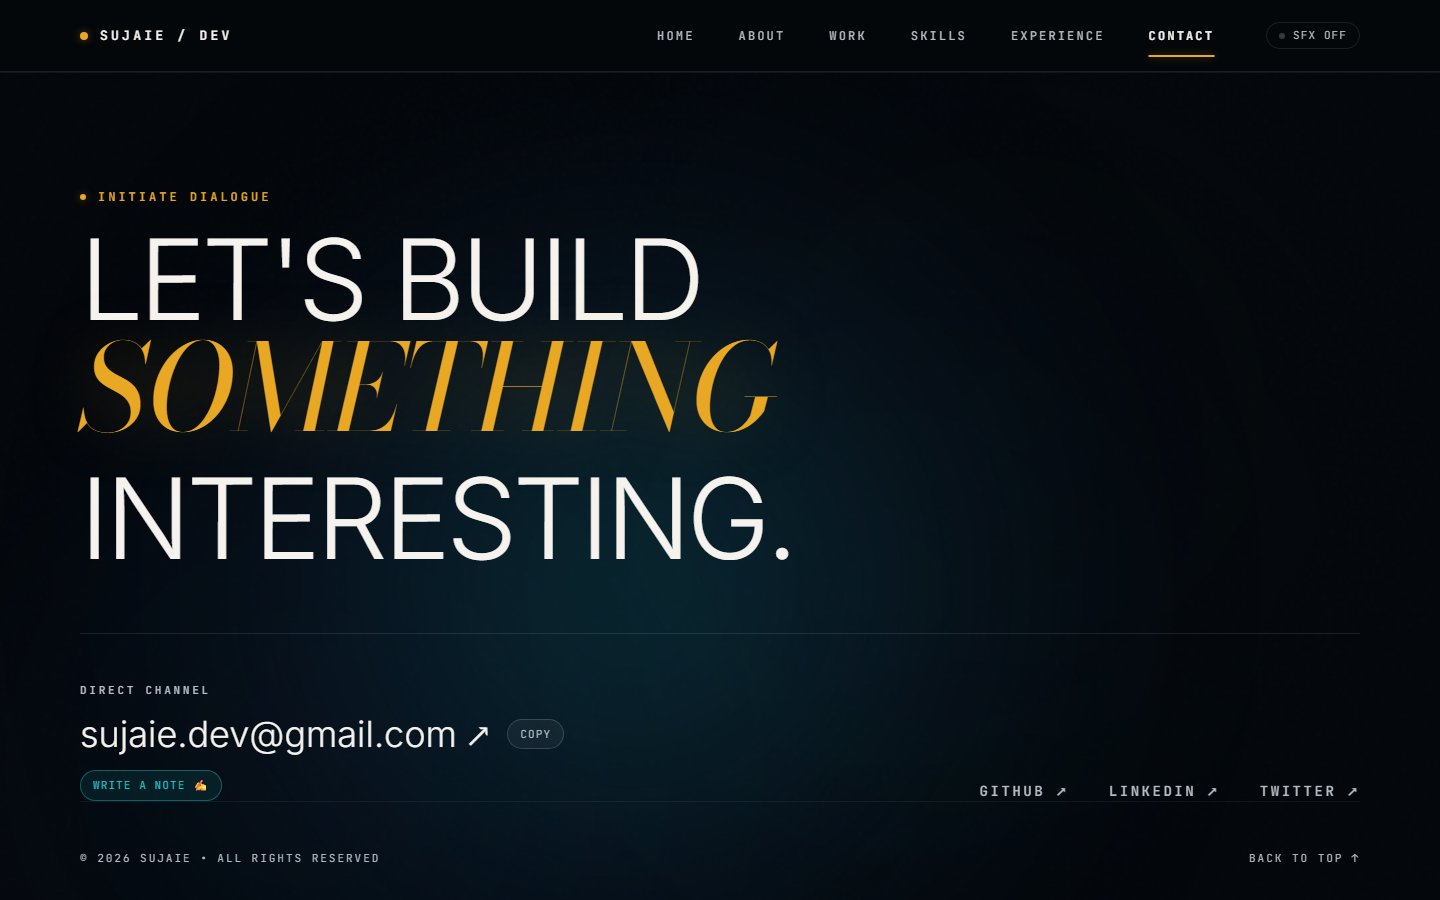 SUJAIE / DEV
HOME ABOUT WORK SKILLS EXPERIENCE CONTACT SFX OFF
INITIATE DIALOGUE
LET'S BUILD
SOMETHING
INTERESTING.
DIRECT CHANNEL
sujaie.dev@gmail.com ↗ COPY
WRITE A NOTE ✍️
GITHUB ↗ LINKEDIN ↗ TWITTER ↗
© 2026 SUJAIE • ALL RIGHTS RESERVED
BACK TO TOP ↑